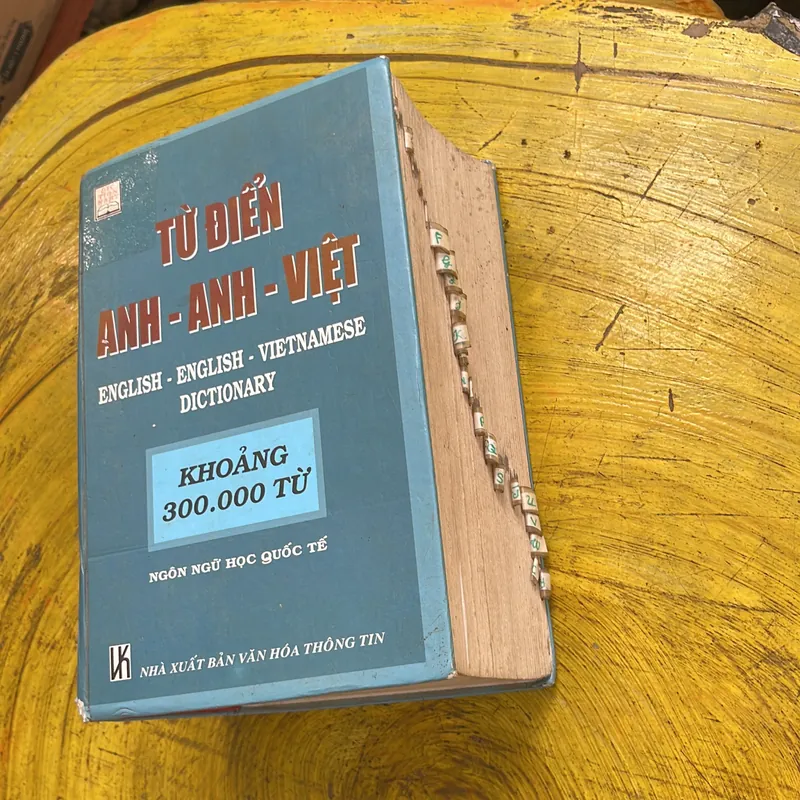 TỪ ĐIỂN
ANH - ANH - VIỆT
ENGLISH - ENGLISH - VIETNAMESE
DICTIONARY
KHOẢNG
300.000 TỪ
NGÔN NGỮ HỌC QUỐC TẾ
NHÀ XUẤT BẢN VĂN HÓA THÔNG TIN
F
G
J
K
S
U
V